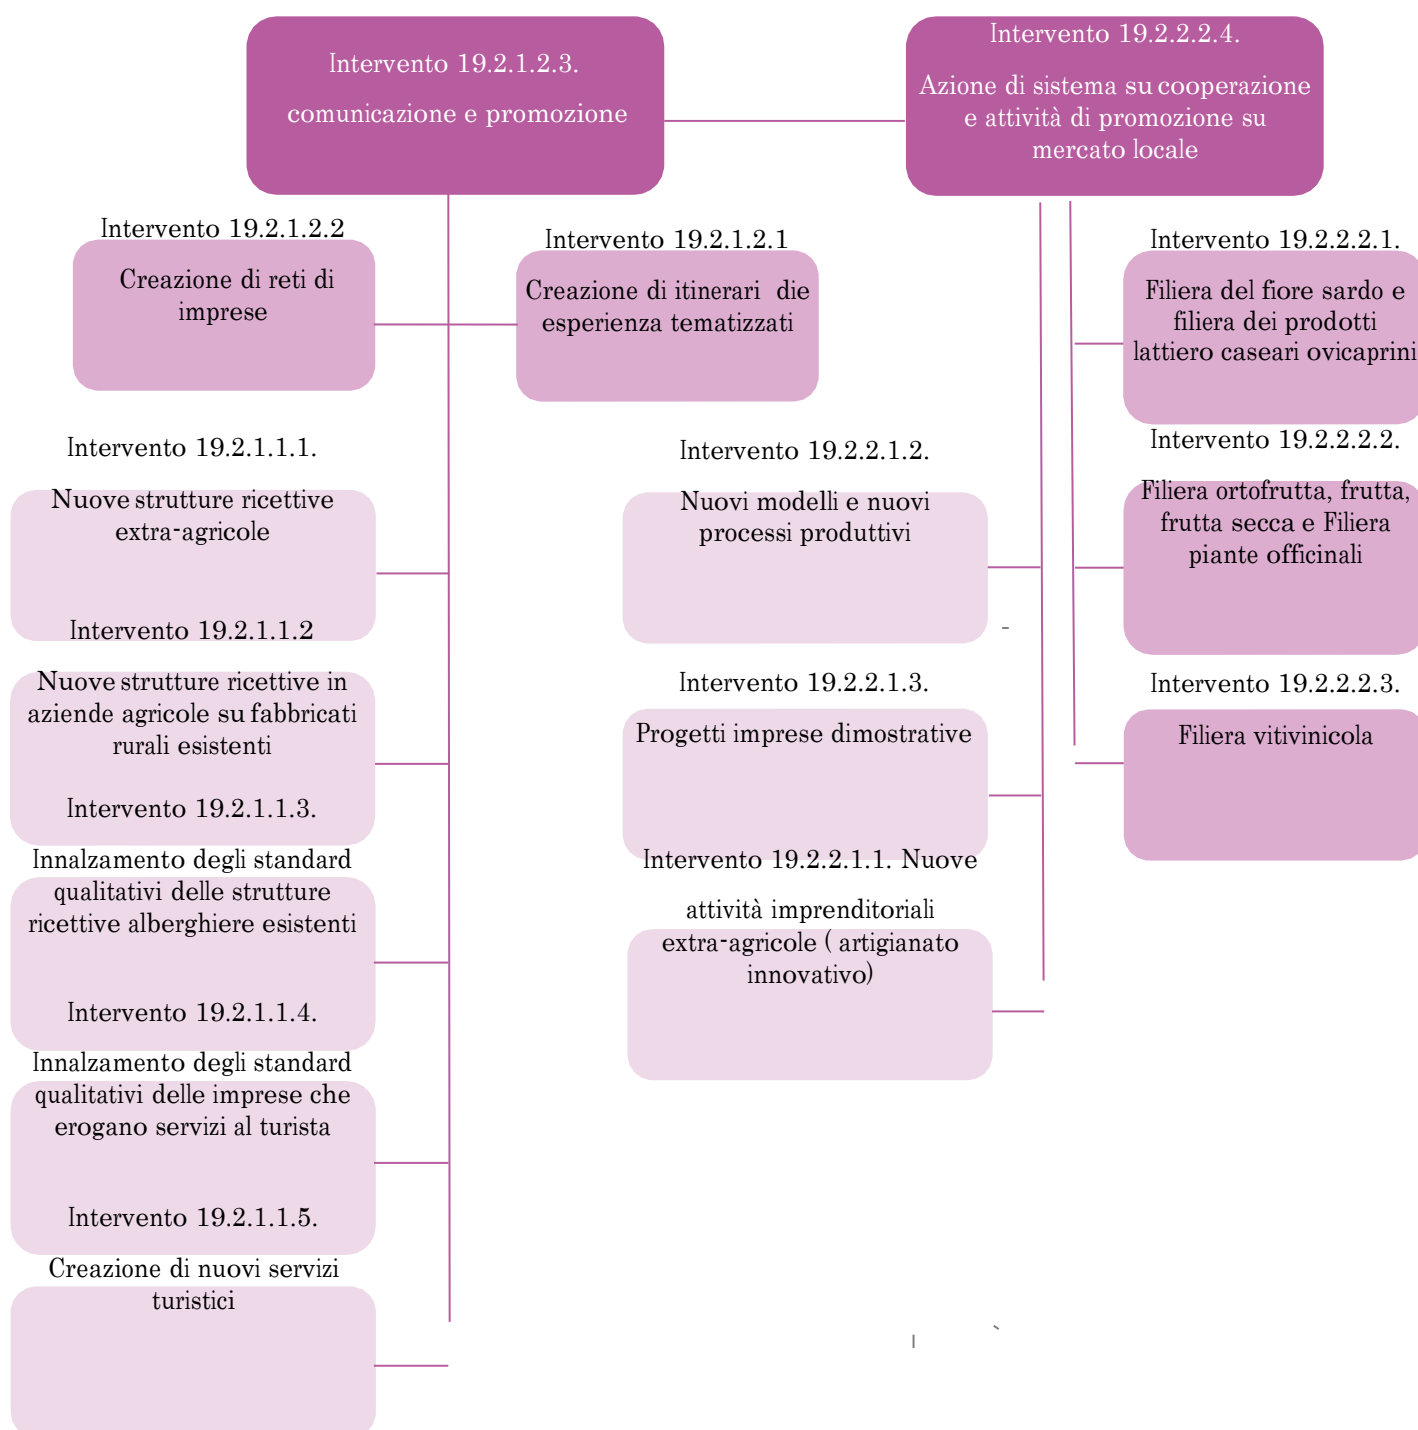 Intervento 19.2.1.2.3.
comunicazione e promozione
Intervento 19.2.2.2.4.
Azione di sistema su cooperazione
e attività di promozione su
mercato locale
Intervento 19.2.1.2.2
Creazione di reti di
imprese
Intervento 19.2.1.2.1
Creazione di itinerari die
esperienza tematizzati
Intervento 19.2.1.1.1.
Nuove strutture ricettive
extra-agricole
Intervento 19.2.1.1.2
Nuove strutture ricettive in
aziende agricole su fabbricati
rurali esistenti
Intervento 19.2.1.1.3.
Innalzamento degli standard
qualitativi delle strutture
ricettive alberghiere esistenti
Intervento 19.2.1.1.4.
Innalzamento degli standard
qualitativi delle imprese che
erogano servizi al turista
Intervento 19.2.1.1.5.
Creazione di nuovi servizi
turistici
Intervento 19.2.2.1.2.
Nuovi modelli e nuovi
processi produttivi
Intervento 19.2.2.1.3.
Progetti imprese dimostrative
Intervento 19.2.2.1.1. Nuove
attività imprenditoriali
extra-agricole ( artigianato
innovativo)
Intervento 19.2.2.2.1.
Filiera del fiore sardo e
filiera dei prodotti
lattiero caseari ovicaprini
Intervento 19.2.2.2.2.
Filiera ortofrutta, frutta,
frutta secca e Filiera
piante officinali
Intervento 19.2.2.2.3.
Filiera vitivinicola